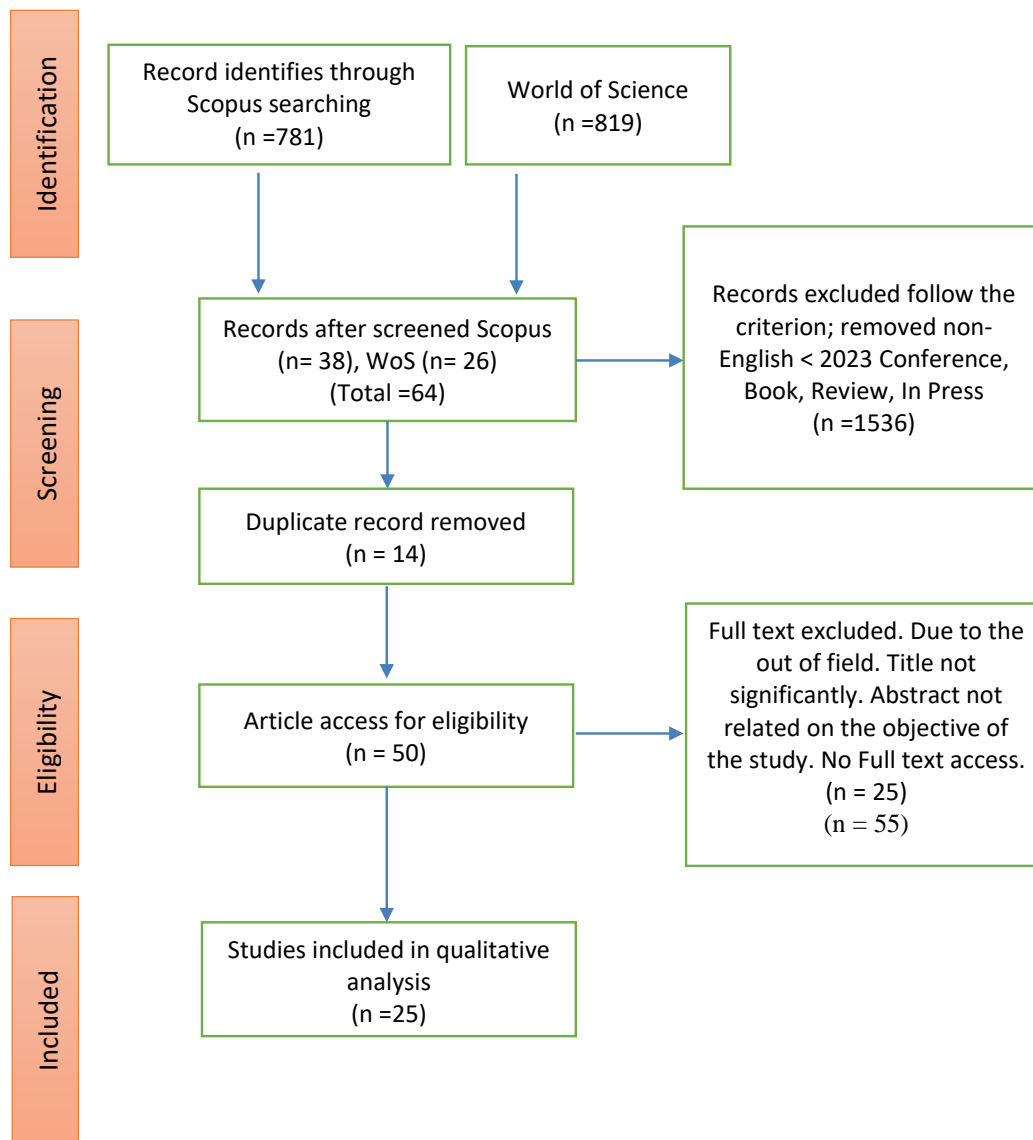 Identification
Record identifies through
Scopus searching
(n =781)
World of Science
(n =819)
Screening
Records after screened Scopus
(n= 38), WoS (n= 26)
(Total =64)
Records excluded follow the
criterion; removed non-
English < 2023 Conference,
Book, Review, In Press
(n =1536)
Duplicate record removed
(n = 14)
Eligibility
Article access for eligibility
(n = 50)
Full text excluded. Due to the
out of field. Title not
significantly. Abstract not
related on the objective of
the study. No Full text access.
(n = 25)
(n = 55)
Included
Studies included in qualitative
analysis
(n =25)